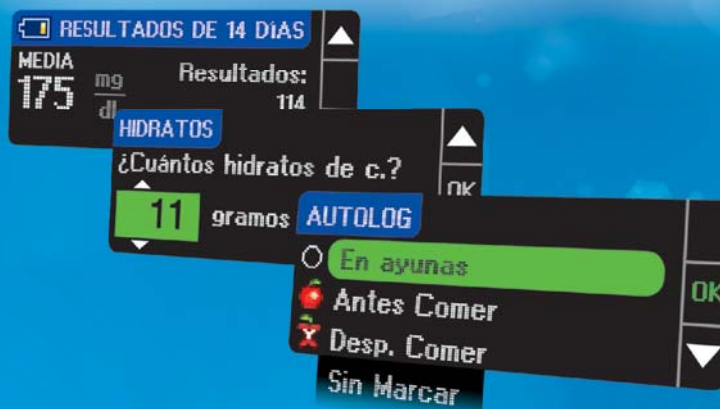 RESULTADOS DE 14 DÍAS
MEDIA
175 mg
dl
Resultados:
114
HIDRATOS
¿Cuántos hidratos de c.?
OK
11 gramos
AUTOLOG
En ayunas
OK
Antes Comer
Desp. Comer
Sin Marcar